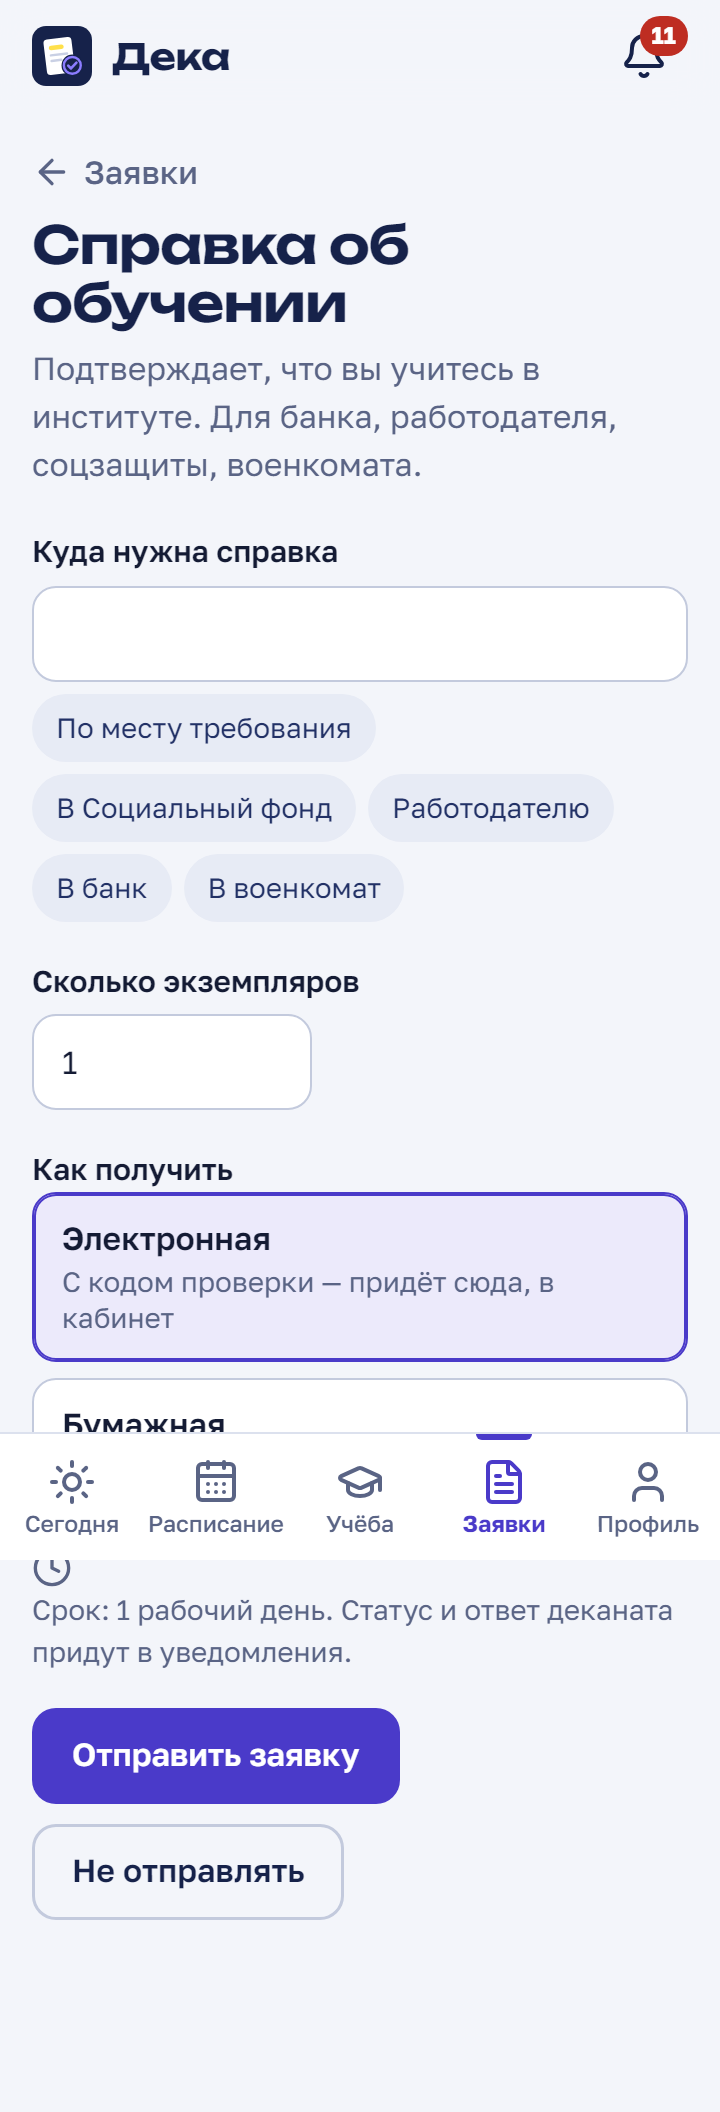 Дека
11
Заявки
Справка об
обучении
Подтверждает, что вы учитесь в
институте. Для банка, работодателя,
соцзащиты, военкомата.
Куда нужна справка
По месту требования
В Социальный фонд
Работодателю
В банк
В военкомат
Сколько экземпляров
1
Как получить
Электронная
С кодом проверки — придёт сюда, в
кабинет
Бумажная
Сегодня
Расписание
Учёба
Заявки
Профиль
Срок: 1 рабочий день. Статус и ответ деканата
придут в уведомления.
Отправить заявку
Не отправлять